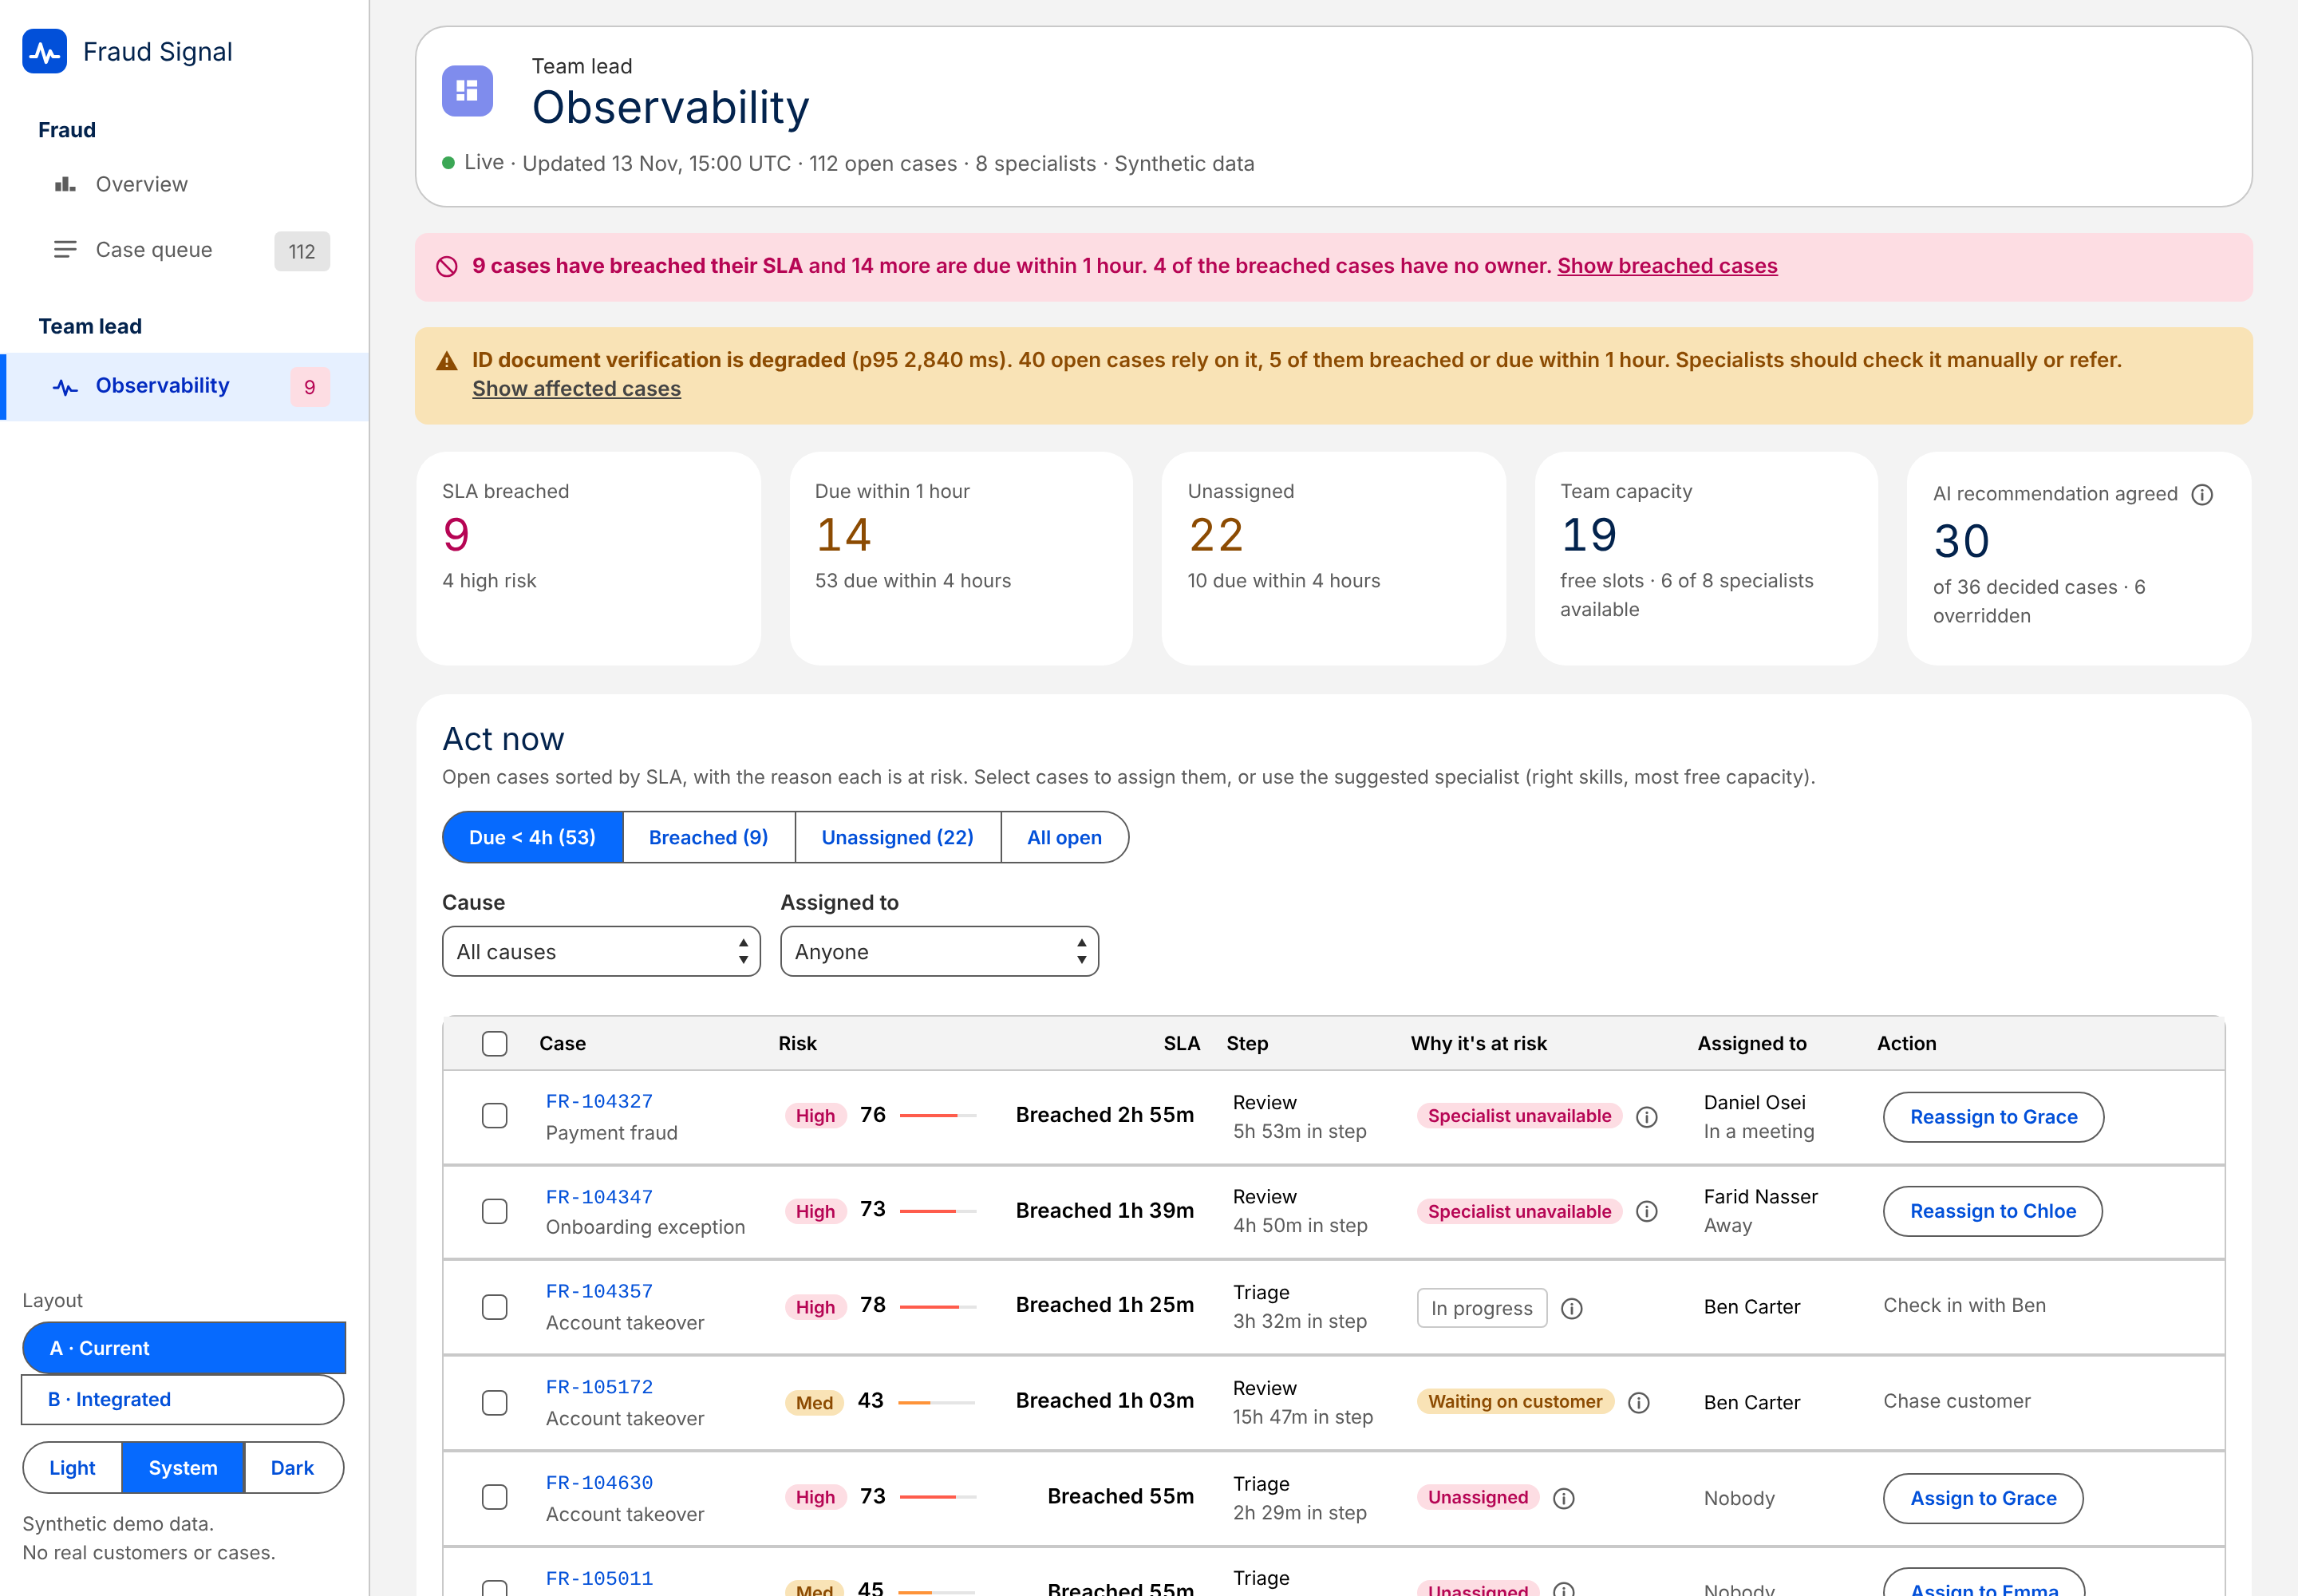 Fraud Signal
Fraud
Overview
Case queue 112
Team lead
Observability 9
Layout
A · Current
B · Integrated
Light System Dark
Synthetic demo data.
No real customers or cases.
Team lead
Observability
Live · Updated 13 Nov, 15:00 UTC · 112 open cases · 8 specialists · Synthetic data
9 cases have breached their SLA and 14 more are due within 1 hour. 4 of the breached cases have no owner. Show breached cases
ID document verification is degraded (p95 2,840 ms). 40 open cases rely on it, 5 of them breached or due within 1 hour. Specialists should check it manually or refer.
Show affected cases
SLA breached
9
4 high risk
Due within 1 hour
14
53 due within 4 hours
Unassigned
22
10 due within 4 hours
Team capacity
19
free slots · 6 of 8 specialists
available
AI recommendation agreed
30
of 36 decided cases · 6
overridden
Act now
Open cases sorted by SLA, with the reason each is at risk. Select cases to assign them, or use the suggested specialist (right skills, most free capacity).
Due < 4h (53) Breached (9) Unassigned (22) All open
Cause Assigned to
All causes Anyone
Case Risk SLA Step Why it's at risk Assigned to Action
FR-104327 High 76 Breached 2h 55m Review Specialist unavailable Daniel Osei Reassign to Grace
Payment fraud 5h 53m in step In a meeting
FR-104347 High 73 Breached 1h 39m Review Specialist unavailable Farid Nasser Reassign to Chloe
Onboarding exception 4h 50m in step Away
FR-104357 High 78 Breached 1h 25m Triage In progress Ben Carter Check in with Ben
Account takeover 3h 32m in step
FR-105172 Med 43 Breached 1h 03m Review Waiting on customer Ben Carter Chase customer
Account takeover 15h 47m in step
FR-104630 High 73 Breached 55m Triage Unassigned Nobody Assign to Grace
Account takeover 2h 29m in step
FR-105011 Med 45 Breached 55m Triage Unassigned Nobody Assign to Emma